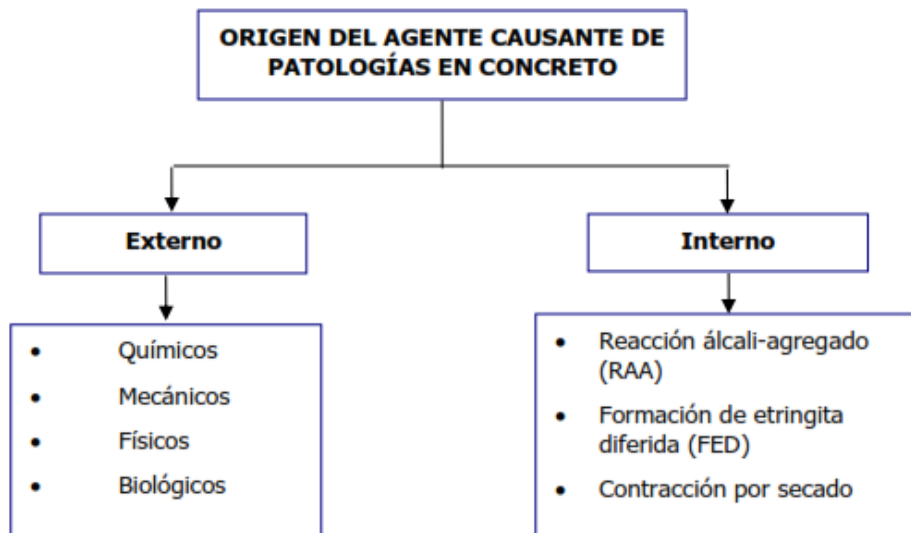 ORIGEN DEL AGENTE CAUSANTE DE
PATOLOGÍAS EN CONCRETO
Externo
• Químicos
• Mecánicos
• Físicos
• Biológicos
Interno
• Reacción álcali-agregado
(RAA)
• Formación de etringita
diferida (FED)
• Contracción por secado